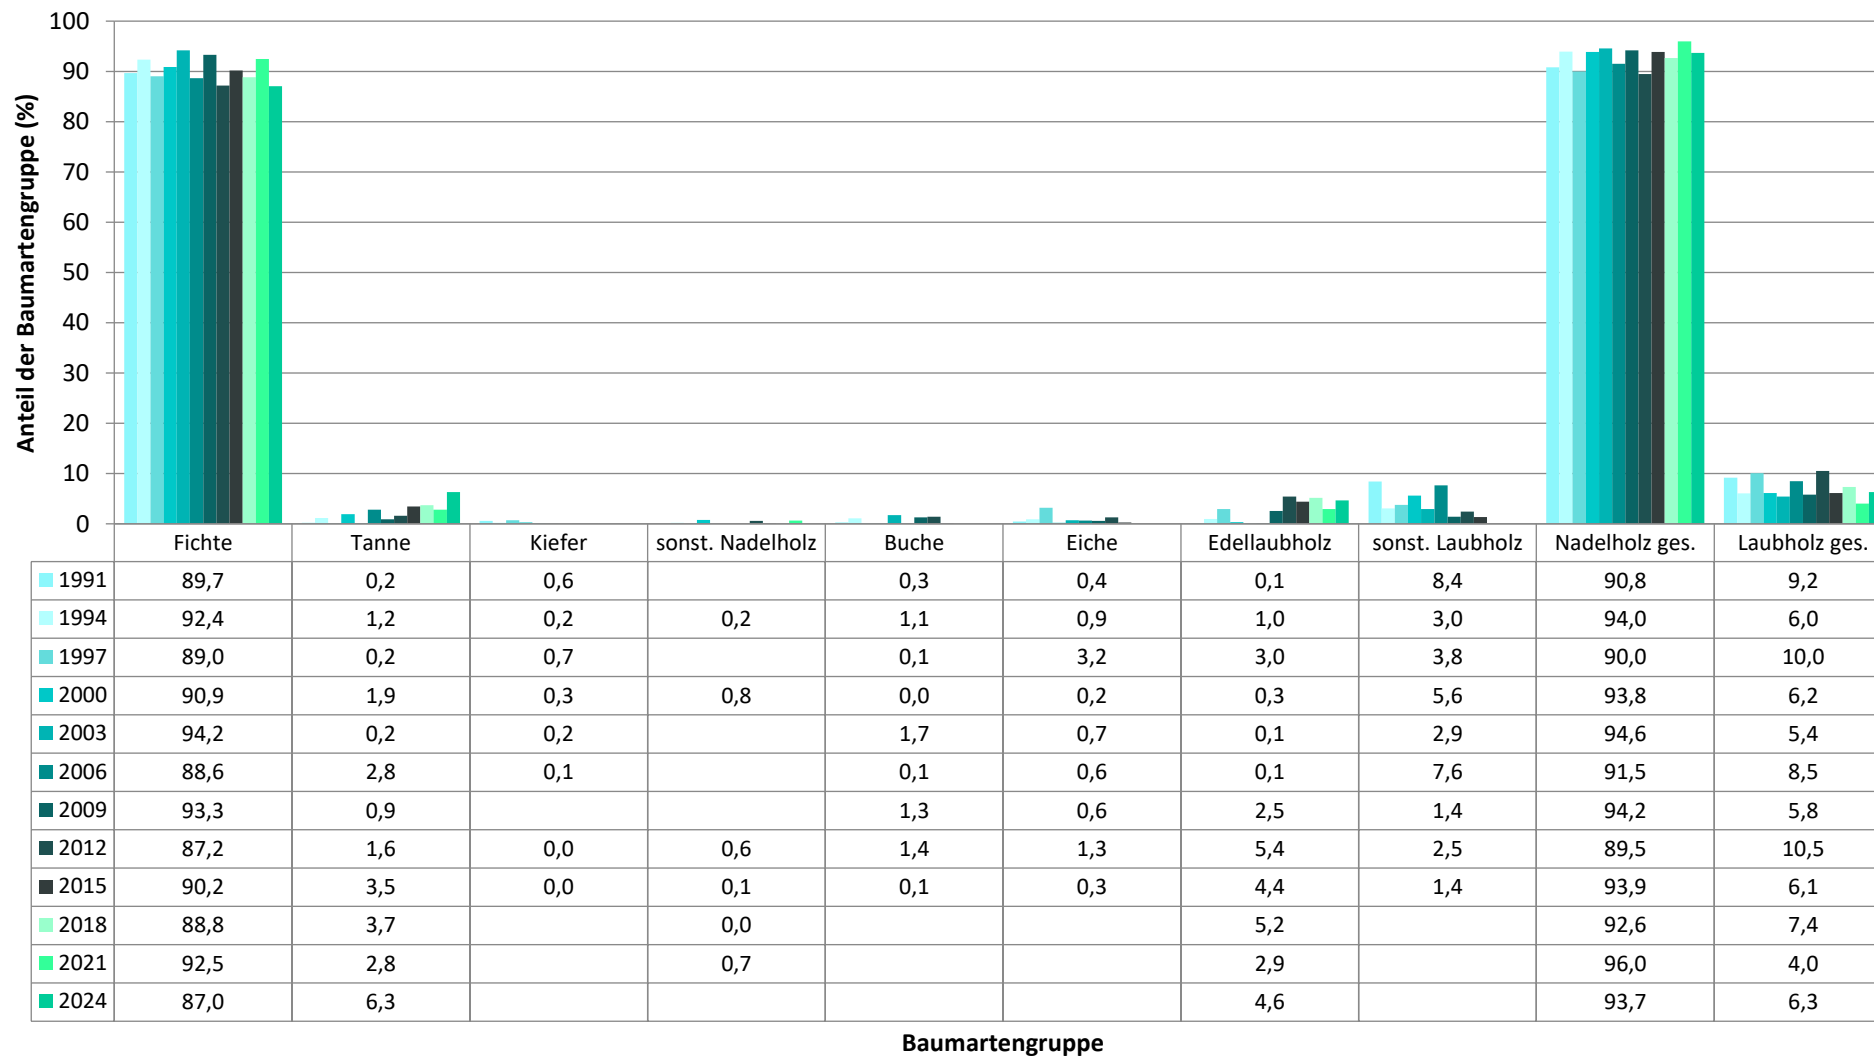 Anteil der Baumartengruppe (%)
100
90
80
70
60
50
40
30
20
10
0
Fichte Tanne Kiefer sonst. Nadelholz Buche Eiche Edellaubholz sonst. Laubholz Nadelholz ges. Laubholz ges.
1991 89,7 0,2 0,6 0,3 0,4 0,1 8,4 90,8 9,2
1994 92,4 1,2 0,2 0,2 1,1 0,9 1,0 3,0 94,0 6,0
1997 89,0 0,2 0,7 0,1 3,2 3,0 3,8 90,0 10,0
2000 90,9 1,9 0,3 0,8 0,0 0,2 0,3 5,6 93,8 6,2
2003 94,2 0,2 0,2 1,7 0,7 0,1 2,9 94,6 5,4
2006 88,6 2,8 0,1 0,1 0,6 0,1 7,6 91,5 8,5
2009 93,3 0,9 1,3 0,6 2,5 1,4 94,2 5,8
2012 87,2 1,6 0,0 0,6 1,4 1,3 5,4 2,5 89,5 10,5
2015 90,2 3,5 0,0 0,1 0,1 0,3 4,4 1,4 93,9 6,1
2018 88,8 3,7 0,0 5,2 92,6 7,4
2021 92,5 2,8 0,7 2,9 96,0 4,0
2024 87,0 6,3 4,6 93,7 6,3
Baumartengruppe